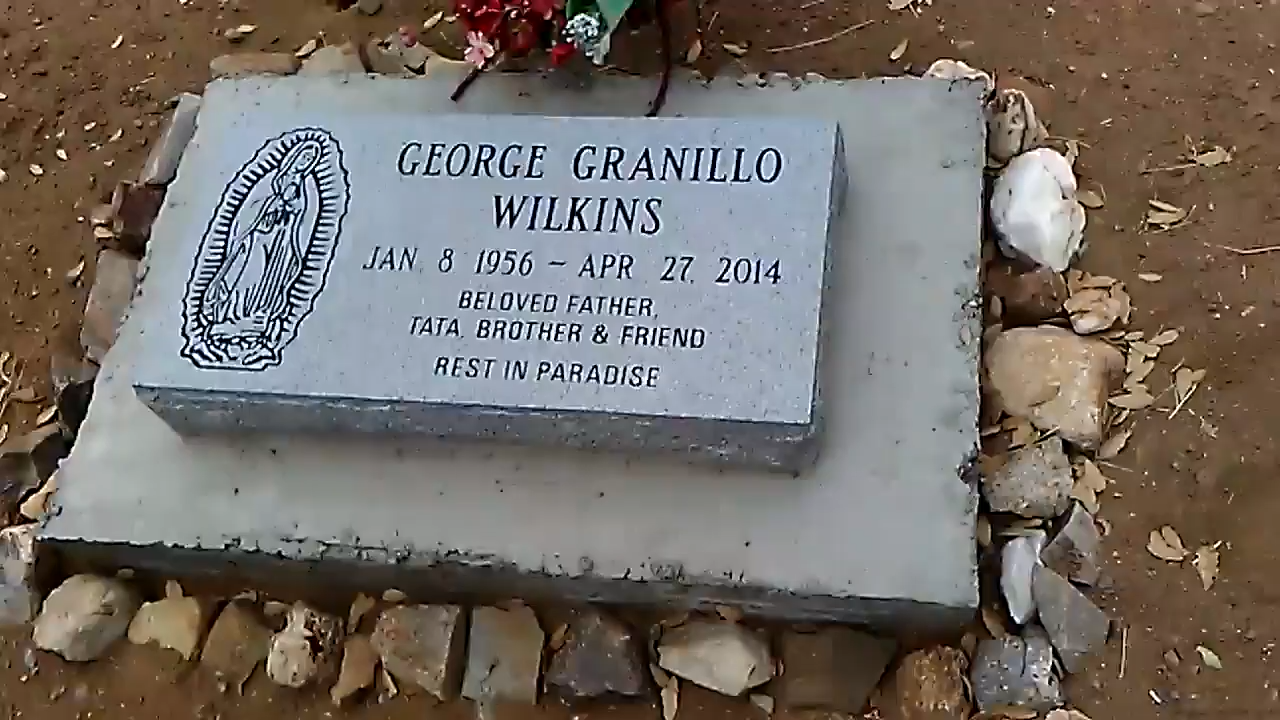 GEORGE GRANILLO
WILKINS
JAN 8 1956 – APR 27, 2014
BELOVED FATHER,
TATA, BROTHER & FRIEND
REST IN PARADISE